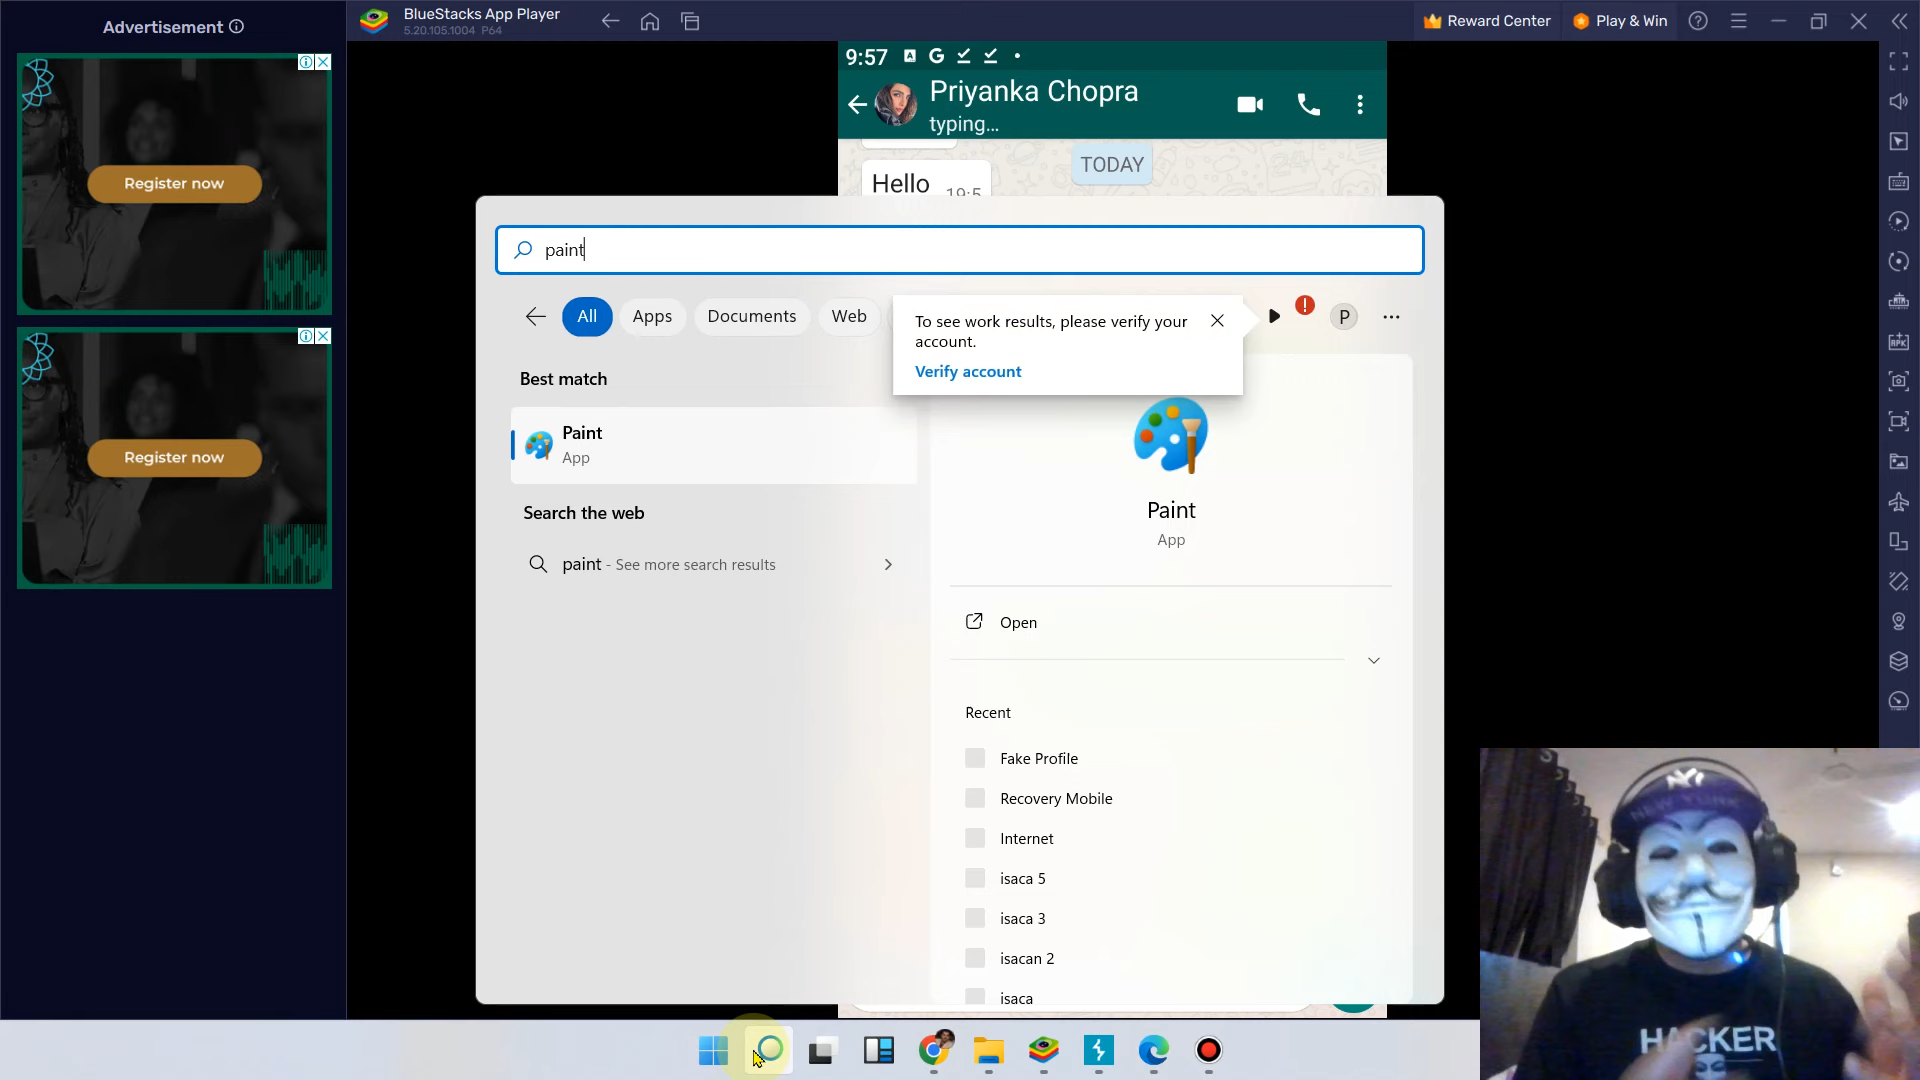 Advertisement
Register now
Register now
BlueStacks App Player
5.20.105.1004 P64
Reward Center
Play & Win
9:57
Priyanka Chopra
typing...
TODAY
Hello
paint
All
Apps
Documents
Web
To see work results, please verify your
account.
Verify account
P
Best match
Paint
App
Search the web
paint - See more search results
Paint
App
Open
Recent
Fake Profile
Recovery Mobile
Internet
isaca 5
isaca 3
isacan 2
isaca
NEW YORK
HACKER